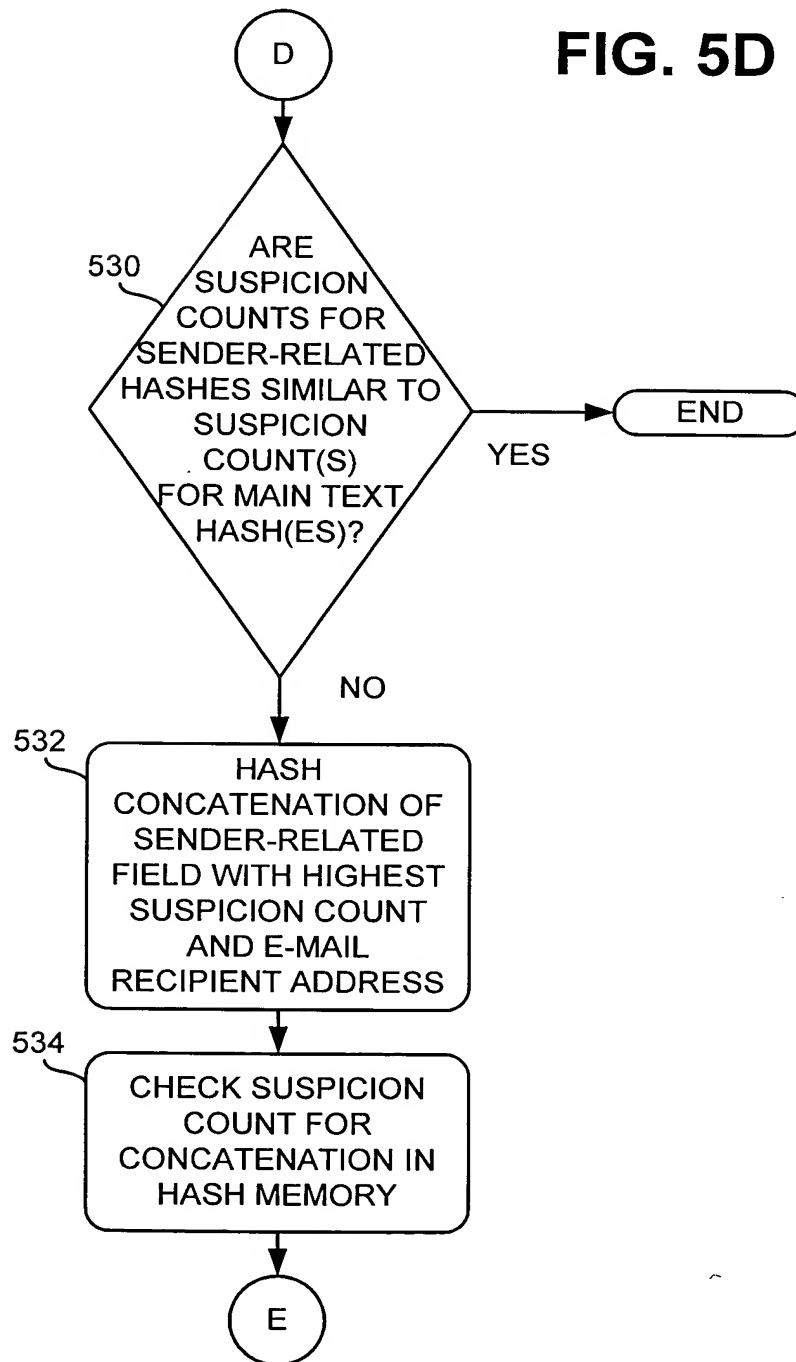 D
FIG. 5D
530
ARE
SUSPICION
COUNTS FOR
SENDER-RELATED
HASHES SIMILAR TO
SUSPICION
COUNT(S)
FOR MAIN TEXT
HASH(ES)?
YES
END
NO
532
HASH
CONCATENATION OF
SENDER-RELATED
FIELD WITH HIGHEST
SUSPICION COUNT
AND E-MAIL
RECIPIENT ADDRESS
534
CHECK SUSPICION
COUNT FOR
CONCATENATION IN
HASH MEMORY
E